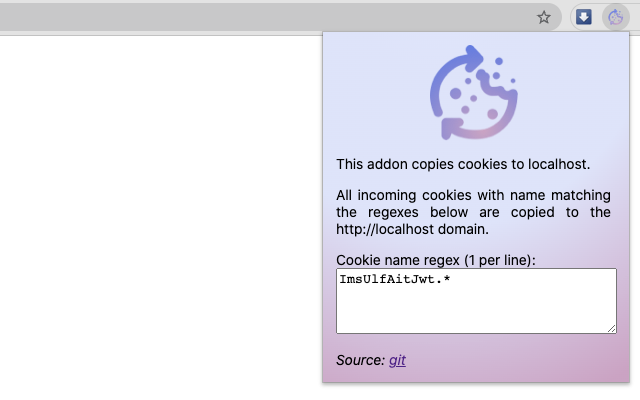 This addon copies cookies to localhost.
All incoming cookies with name matching
the regexes below are copied to the
http://localhost domain.
Cookie name regex (1 per line):
ImsUlfAitJwt.*
Source: git